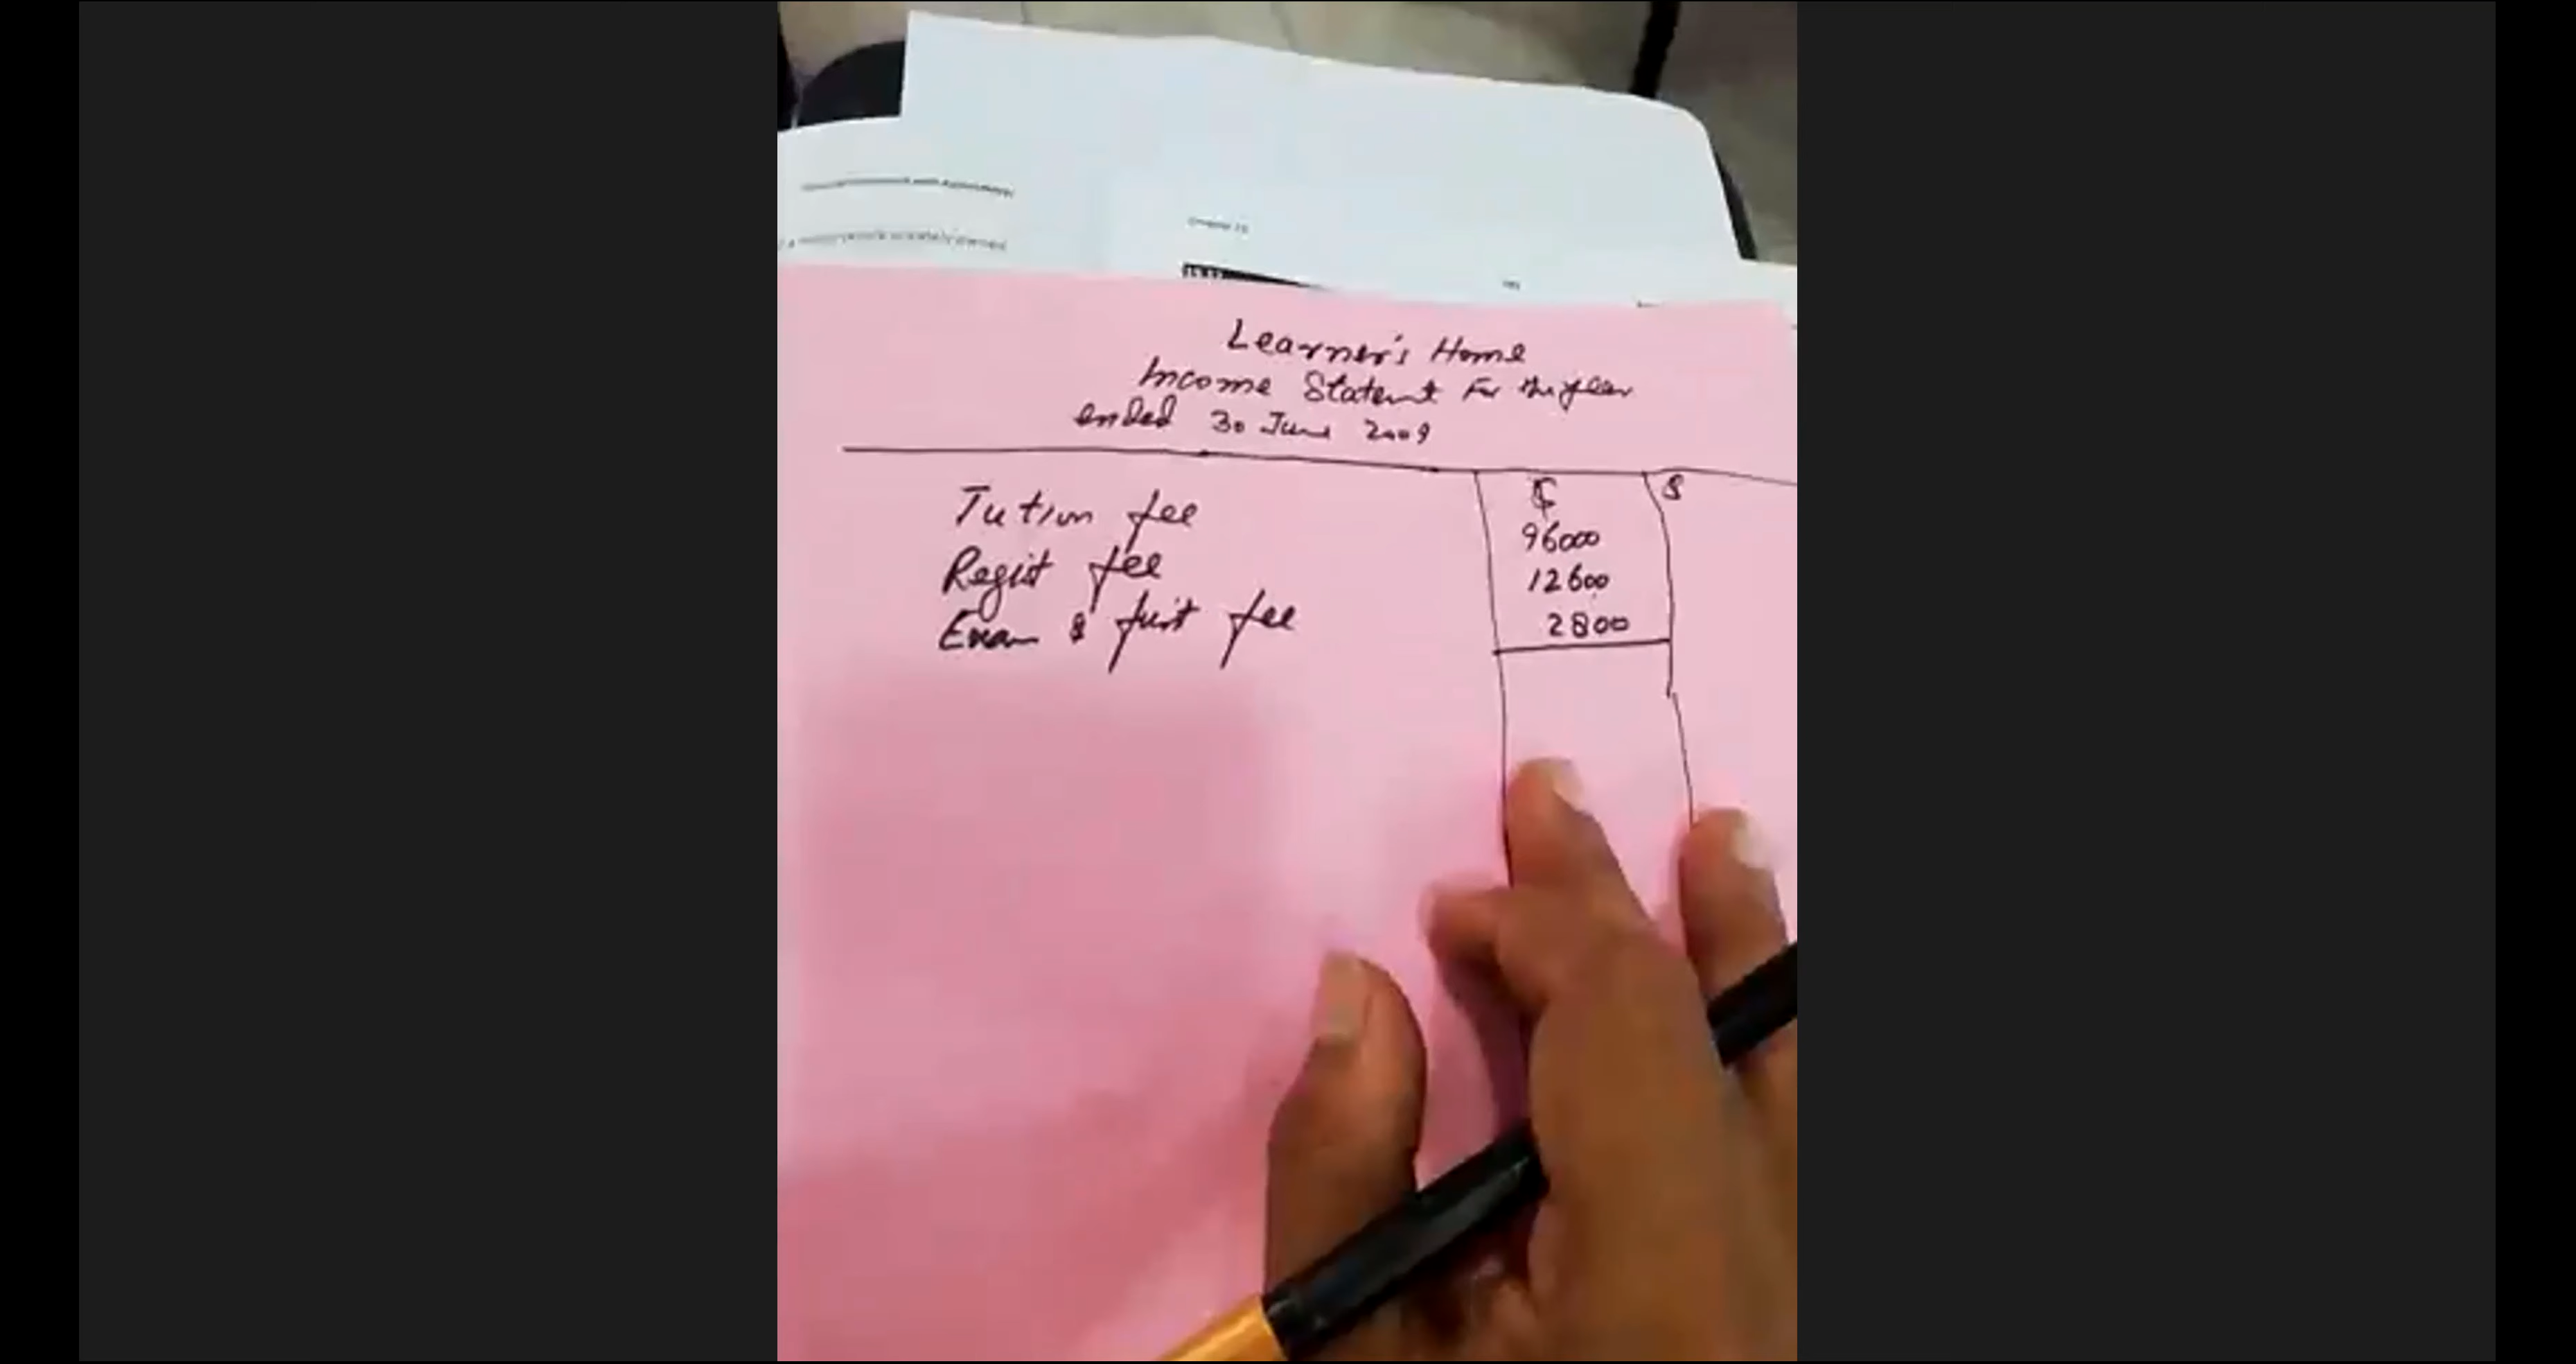 Learner's Home
Income Statemt For the year
ended 30 June 2009
$ $
Tution fee 96000
Regist fee 12600
Exam & fee 2800